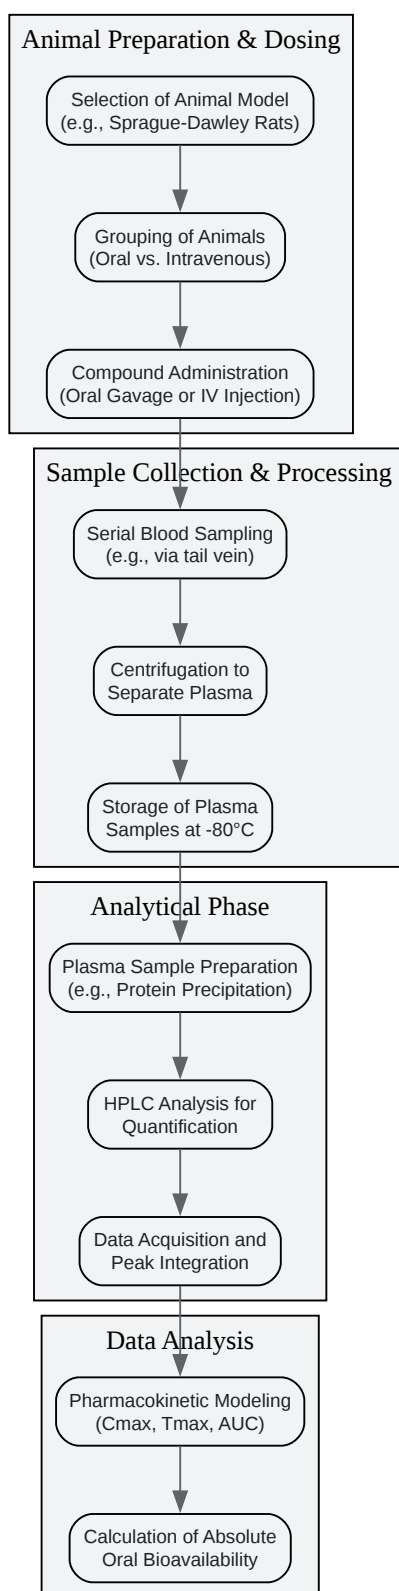 Animal Preparation & Dosing
Selection of Animal Model
(e.g., Sprague-Dawley Rats)
Grouping of Animals
(Oral vs. Intravenous)
Compound Administration
(Oral Gavage or IV Injection)
Sample Collection & Processing
Serial Blood Sampling
(e.g., via tail vein)
Centrifugation to
Separate Plasma
Storage of Plasma
Samples at -80°C
Analytical Phase
Plasma Sample Preparation
(e.g., Protein Precipitation)
HPLC Analysis for
Quantification
Data Acquisition and
Peak Integration
Data Analysis
Pharmacokinetic Modeling
(Cmax, Tmax, AUC)
Calculation of Absolute
Oral Bioavailability